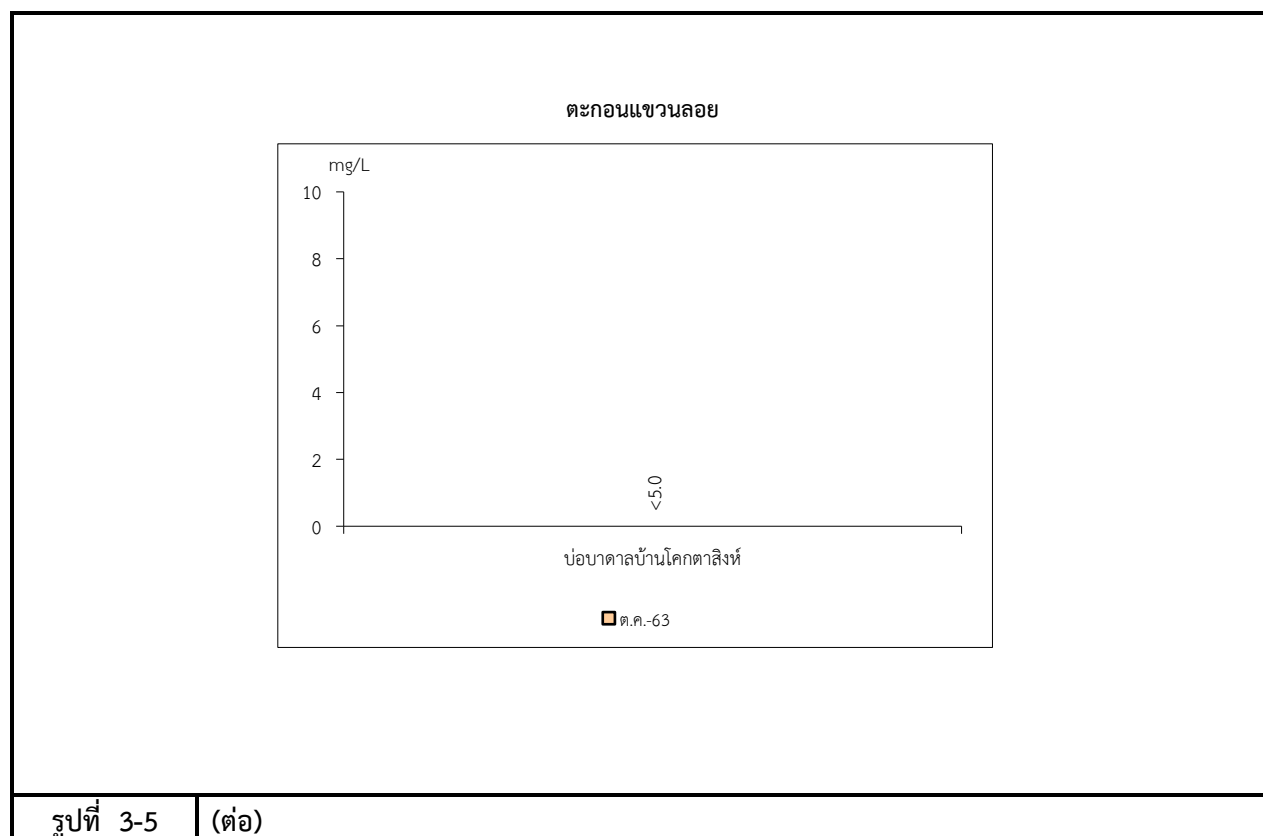 ตะกอนแขวนลอย
mg/L
10
8
6
4
2
0
<5.0
บ่อบาดาลบ้านโคกตาสิงห์
ต.ค.-63
รูปที่ 3-5 (ต่อ)